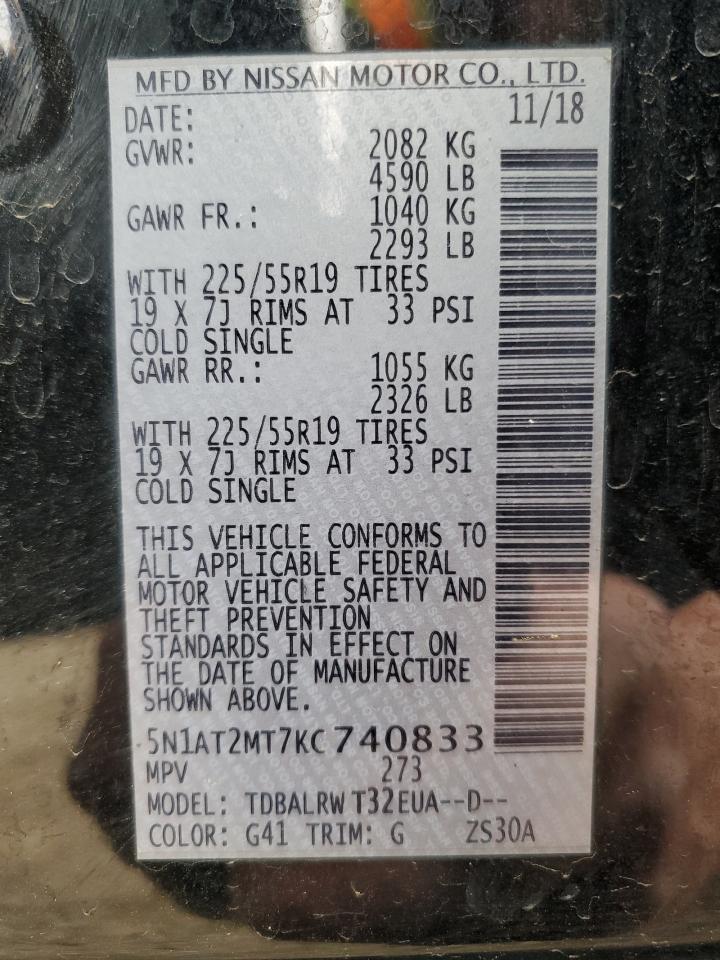 MFD BY NISSAN MOTOR CO., LTD.
DATE: 11/18
GVWR: 2082 KG
4590 LB
GAWR FR.: 1040 KG
2293 LB
WITH 225/55R19 TIRES
19 X 7J RIMS AT 33 PSI
COLD SINGLE
GAWR RR.: 1055 KG
2326 LB
WITH 225/55R19 TIRES
19 X 7J RIMS AT 33 PSI
COLD SINGLE
THIS VEHICLE CONFORMS TO
ALL APPLICABLE FEDERAL
MOTOR VEHICLE SAFETY AND
THEFT PREVENTION
STANDARDS IN EFFECT ON
THE DATE OF MANUFACTURE
SHOWN ABOVE.
5N1AT2MT7KC740833
MPV 273
MODEL: TDBALRW T32EUA--D--
COLOR: G41 TRIM: G ZS30A